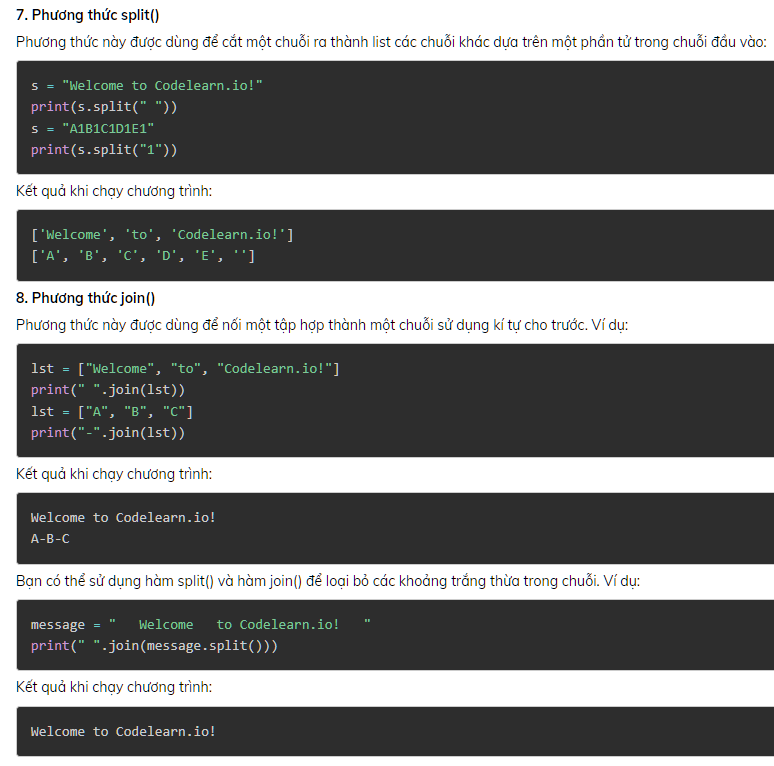 7. Phương thức split()
Phương thức này được dùng để cắt một chuỗi ra thành list các chuỗi khác dựa trên một phần tử trong chuỗi đầu vào:
s = "Welcome to Codelearn.io!"
print(s.split(" "))
s = "A1B1C1D1E1"
print(s.split("1"))
Kết quả khi chạy chương trình:
['Welcome', 'to', 'Codelearn.io!']
['A', 'B', 'C', 'D', 'E', '']
8. Phương thức join()
Phương thức này được dùng để nối một tập hợp thành một chuỗi sử dụng kí tự cho trước. Ví dụ:
lst = ["Welcome", "to", "Codelearn.io!"]
print(" ".join(lst))
lst = ["A", "B", "C"]
print("-".join(lst))
Kết quả khi chạy chương trình:
Welcome to Codelearn.io!
A-B-C
Bạn có thể sử dụng hàm split() và hàm join() để loại bỏ các khoảng trắng thừa trong chuỗi. Ví dụ:
message = "   Welcome   to Codelearn.io!   "
print(" ".join(message.split()))
Kết quả khi chạy chương trình:
Welcome to Codelearn.io!